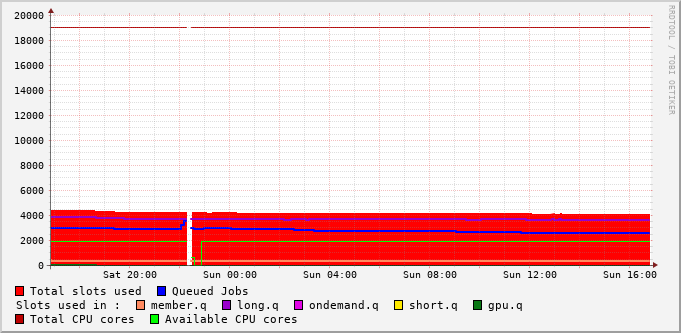 RRDTOOL / TOBI OETIKER
20000
18000
16000
14000
12000
10000
8000
6000
4000
2000
0
Sat 20:00 Sun 00:00 Sun 04:00 Sun 08:00 Sun 12:00 Sun 16:00
Total slots used Queued Jobs
Slots used in : member.q long.q ondemand.q short.q gpu.q
Total CPU cores Available CPU cores